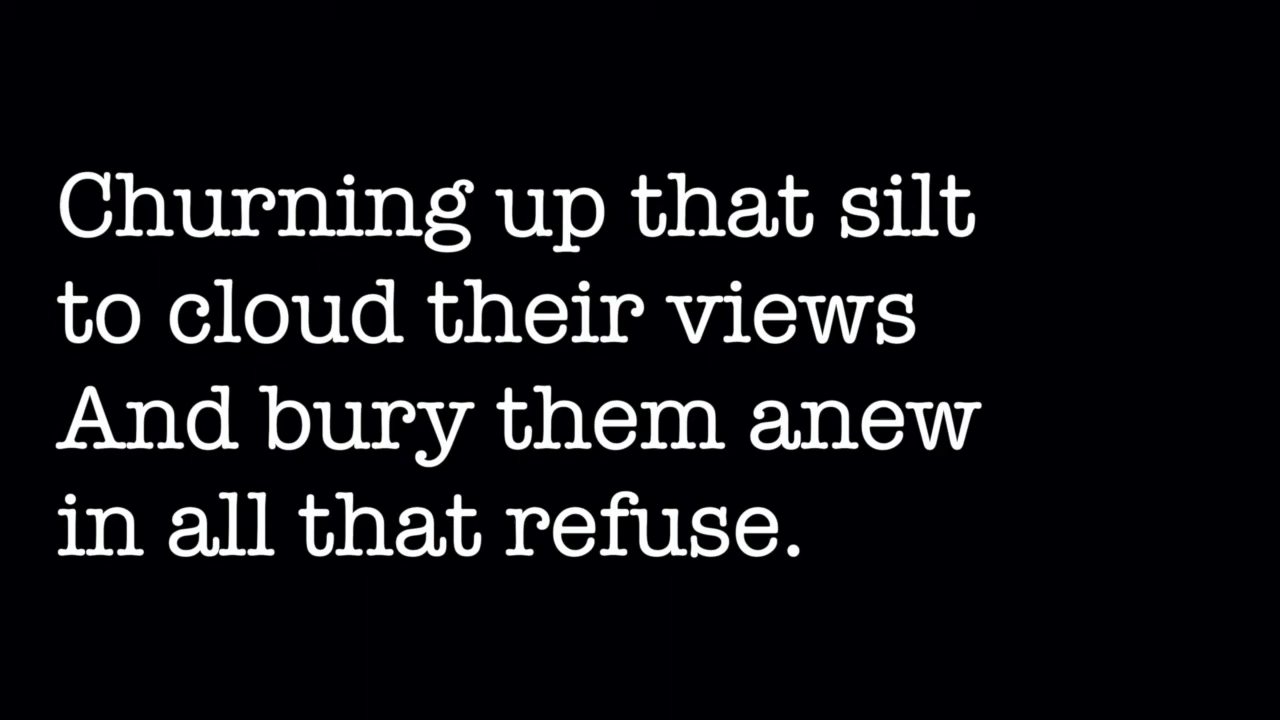 Churning up that silt
to cloud their views
And bury them anew
in all that refuse.